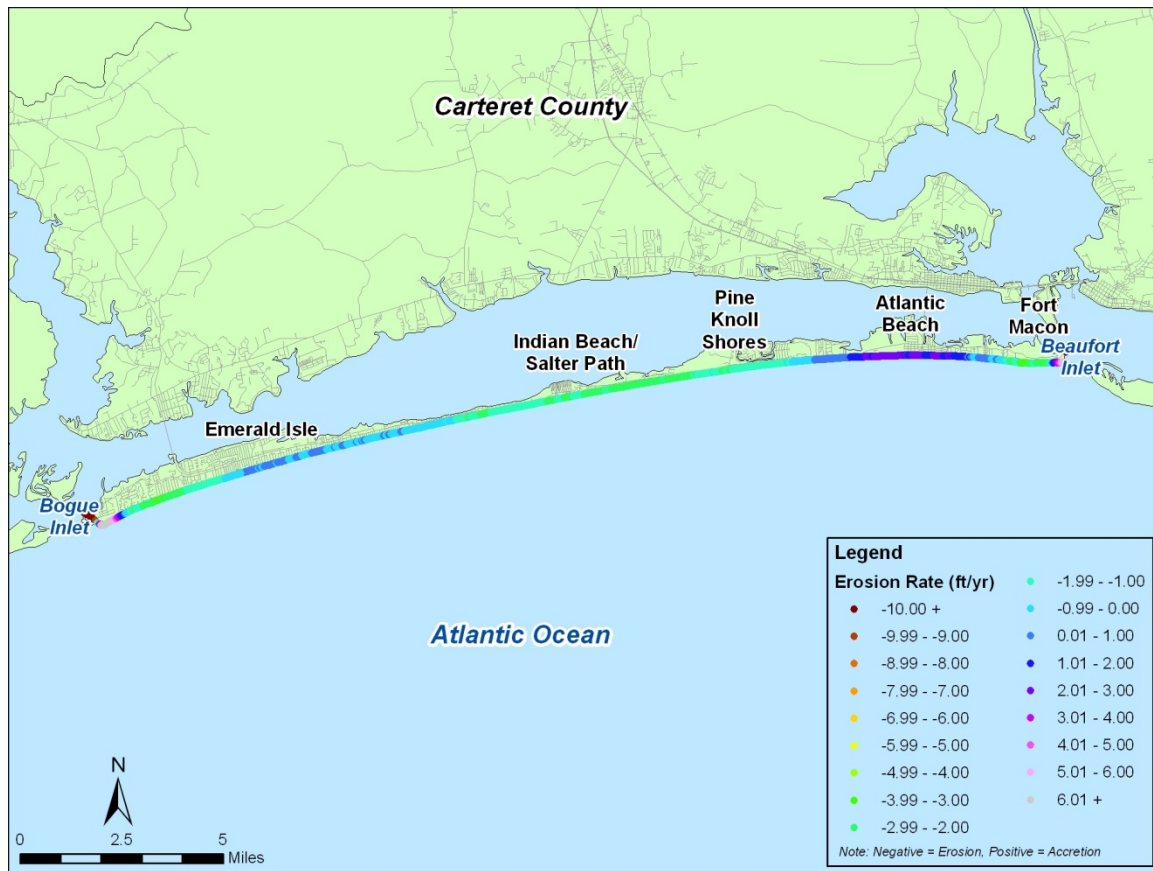 Carteret County
Pine
Knoll
Shores
Atlantic
Beach
Fort
Macon
Beaufort
Inlet
Indian Beach/
Salter Path
Emerald Isle
Bogue
Inlet
Atlantic Ocean
N
0 2.5 5
Miles
Legend
Erosion Rate (ft/yr)
-10.00 +
-9.99 - -9.00
-8.99 - -8.00
-7.99 - -7.00
-6.99 - -6.00
-5.99 - -5.00
-4.99 - -4.00
-3.99 - -3.00
-2.99 - -2.00
-1.99 - -1.00
-0.99 - 0.00
0.01 - 1.00
1.01 - 2.00
2.01 - 3.00
3.01 - 4.00
4.01 - 5.00
5.01 - 6.00
6.01 +
Note: Negative = Erosion, Positive = Accretion